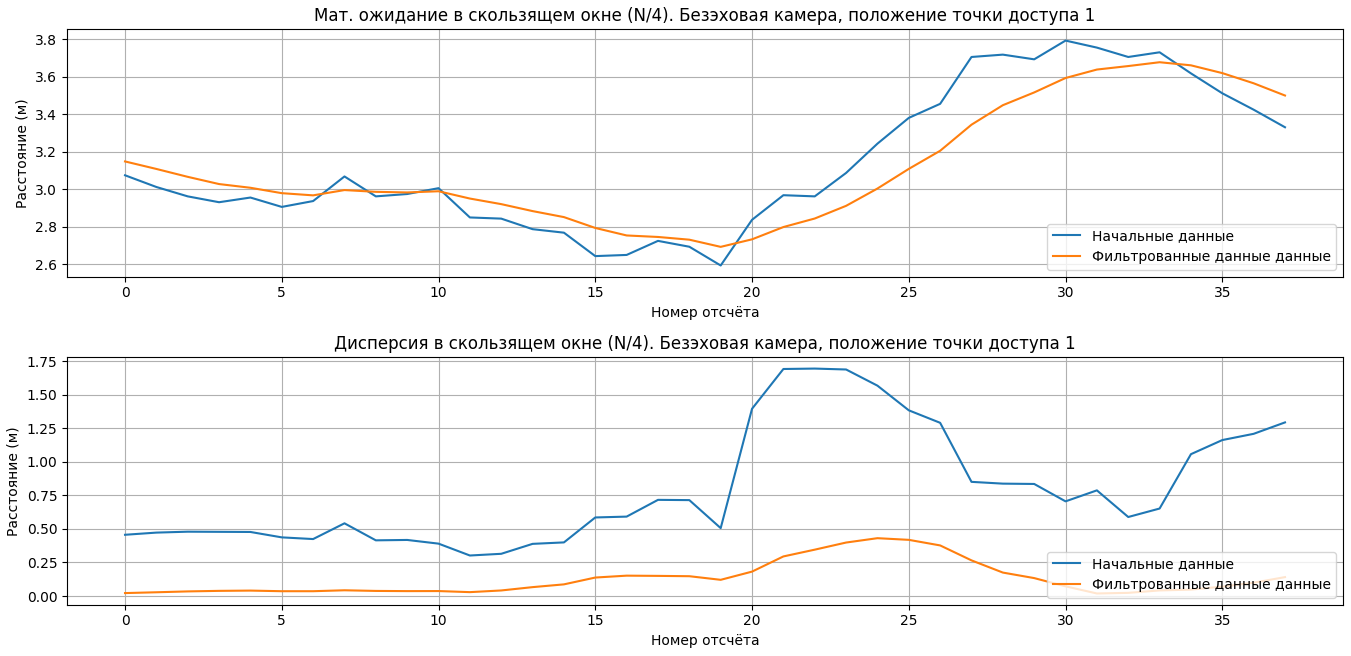 Мат. ожидание в скользящем окне (N/4). Безэховая камера, положение точки доступа 1
3.8
3.6
3.4
3.2
3.0
2.8
2.6
Расстояние (м)
Начальные данные
Фильтрованные данные данные
0 5 10 15 20 25 30 35
Номер отсчёта
Дисперсия в скользящем окне (N/4). Безэховая камера, положение точки доступа 1
1.75
1.50
1.25
1.00
0.75
0.50
0.25
0.00
Расстояние (м)
Начальные данные
Фильтрованные данные данные
0 5 10 15 20 25 30 35
Номер отсчёта